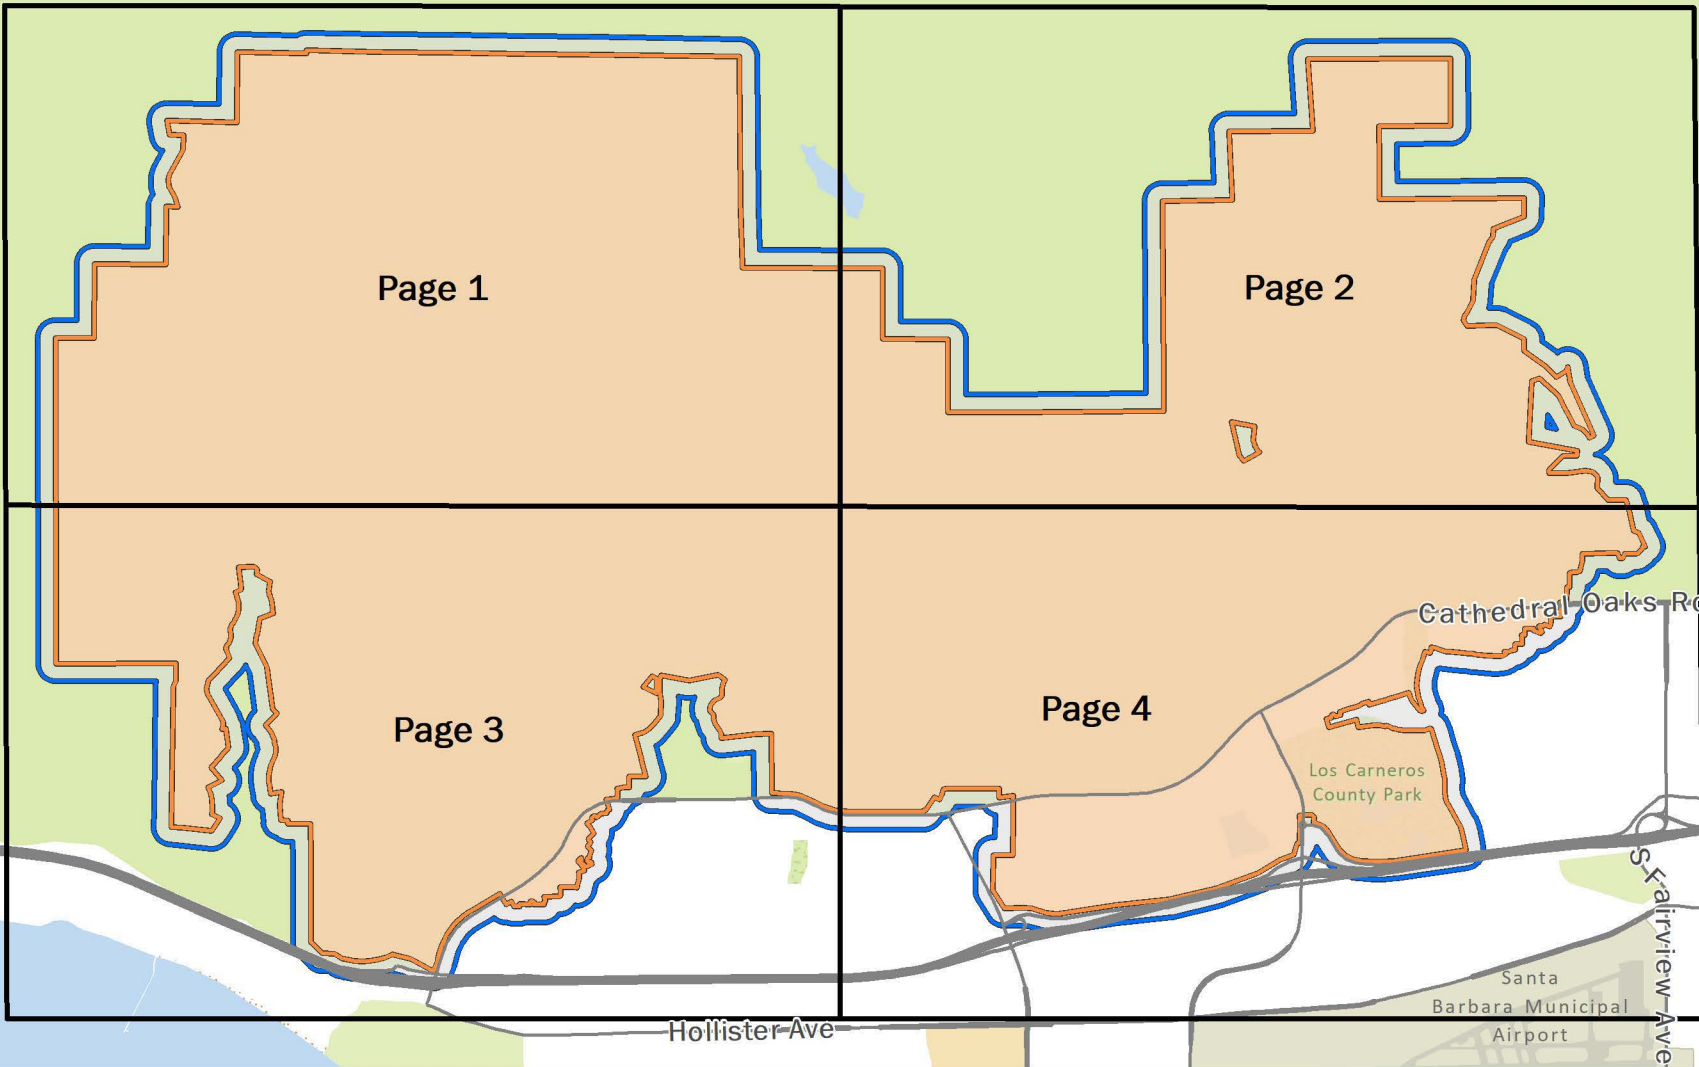 Page 1
Page 2
Cathedral Oaks Rd
Page 3
Page 4
Los Carneros
County Park
S Fairview Ave
Santa
Barbara Municipal
Airport
Hollister Ave